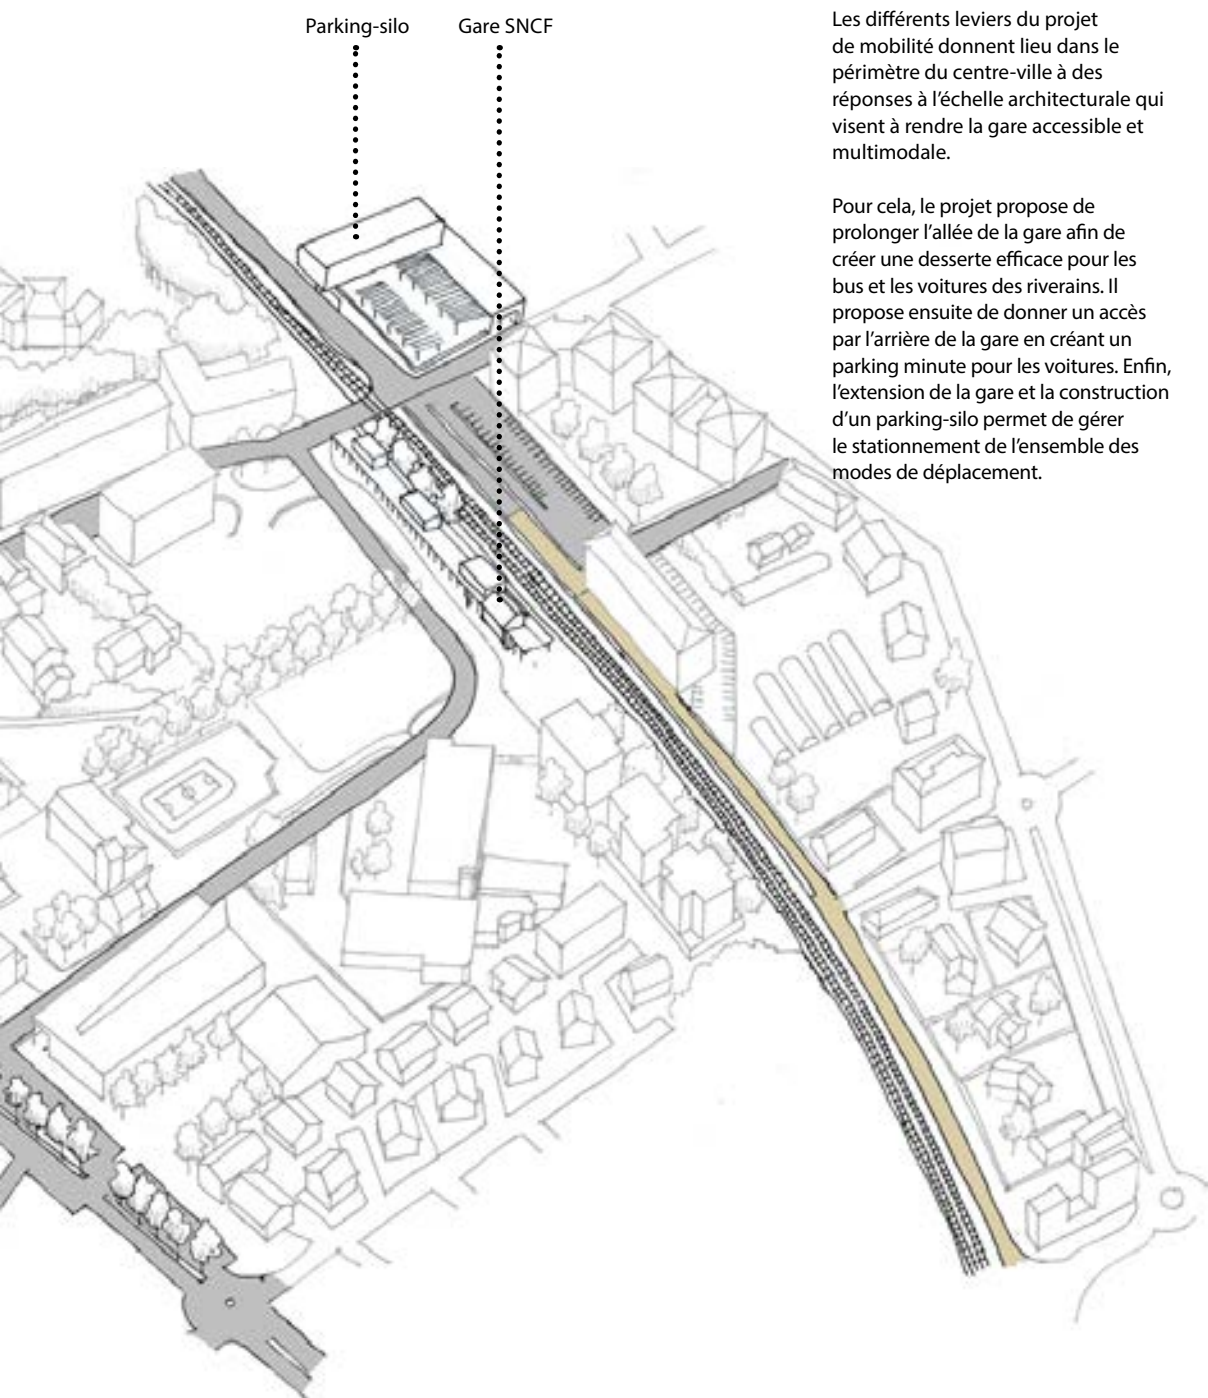 Parking-silo
Gare SNCF
Les différents leviers du projet
de mobilité donnent lieu dans le
périmètre du centre-ville à des
réponses à l'échelle architecturale qui
visent à rendre la gare accessible et
multimodale.
Pour cela, le projet propose de
prolonger l'allée de la gare afin de
créer une desserte efficace pour les
bus et les voitures des riverains. Il
propose ensuite de donner un accès
par l'arrière de la gare en créant un
parking minute pour les voitures. Enfin,
l'extension de la gare et la construction
d'un parking-silo permet de gérer
le stationnement de l'ensemble des
modes de déplacement.